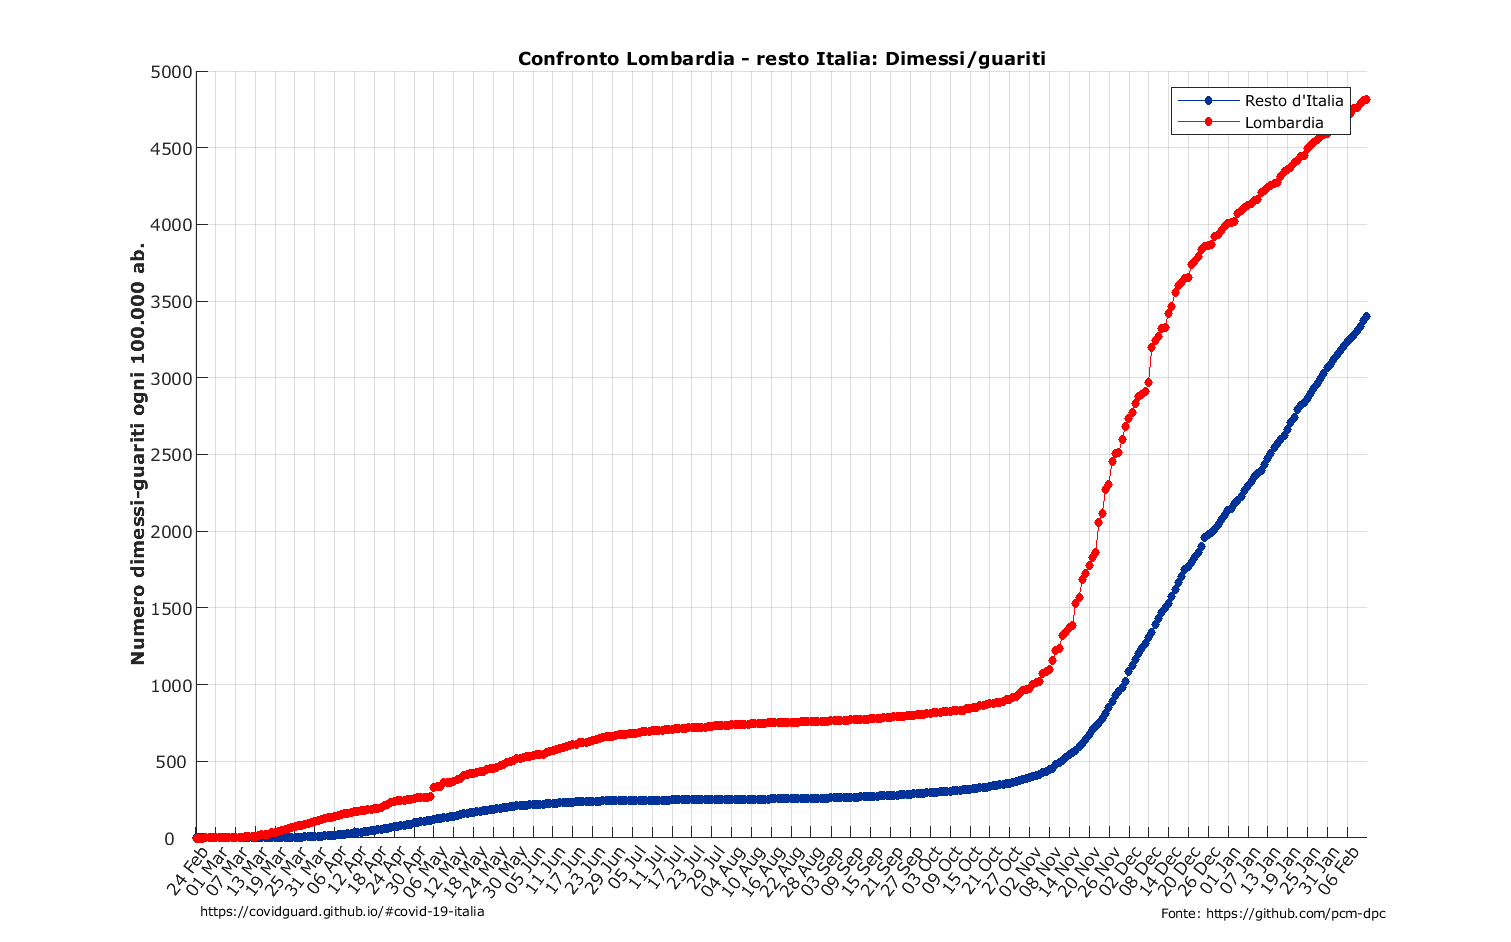 Confronto Lombardia - resto Italia: Dimessi/guariti
Numero dimessi-guariti ogni 100.000 ab.
5000
4500
4000
3500
3000
2500
2000
1500
1000
500
0
Resto d'Italia
Lombardia
24 Feb
01 Mar
07 Mar
13 Mar
19 Mar
25 Mar
31 Mar
06 Apr
12 Apr
18 Apr
24 Apr
30 Apr
06 May
12 May
18 May
24 May
30 May
05 Jun
11 Jun
17 Jun
23 Jun
29 Jun
05 Jul
11 Jul
17 Jul
23 Jul
29 Jul
04 Aug
10 Aug
16 Aug
22 Aug
28 Aug
03 Sep
09 Sep
15 Sep
21 Sep
27 Sep
03 Oct
09 Oct
15 Oct
21 Oct
27 Oct
02 Nov
08 Nov
14 Nov
20 Nov
26 Nov
02 Dec
08 Dec
14 Dec
20 Dec
26 Dec
01 Jan
07 Jan
13 Jan
19 Jan
25 Jan
31 Jan
06 Feb
https://covidguard.github.io/#covid-19-italia
Fonte: https://github.com/pcm-dpc